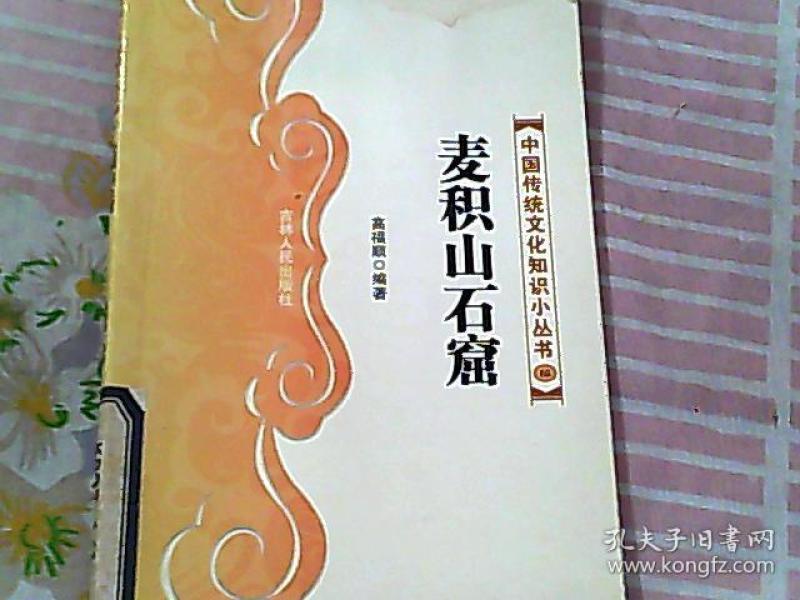 中国传统文化知识小丛书
麦积山石窟
高福顺◎编著
吉林人民出版社
孔夫子旧书网
www.kongfz.com